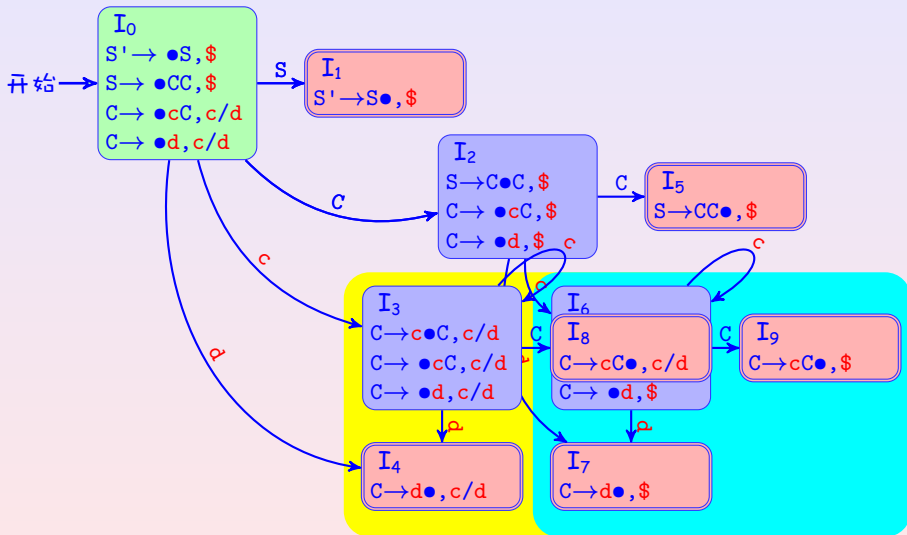 I₀
S'→ ●S,$
S→ ●CC,$
C→ ●cC,c/d
C→ ●d,c/d
开始
S
I₁
S'→S●,$
C
I₂
S→C●C,$
C→ ●cC,$
C→ ●d,$
C
I₅
S→CC●,$
c
d
c
c
I₃
C→c●C,c/d
C→ ●cC,c/d
C→ ●d,c/d
C
I₆
I₈
C→cC●,c/d
C→ ●d,$
C
I₉
C→cC●,$
d
d
I₄
C→d●,c/d
I₇
C→d●,$